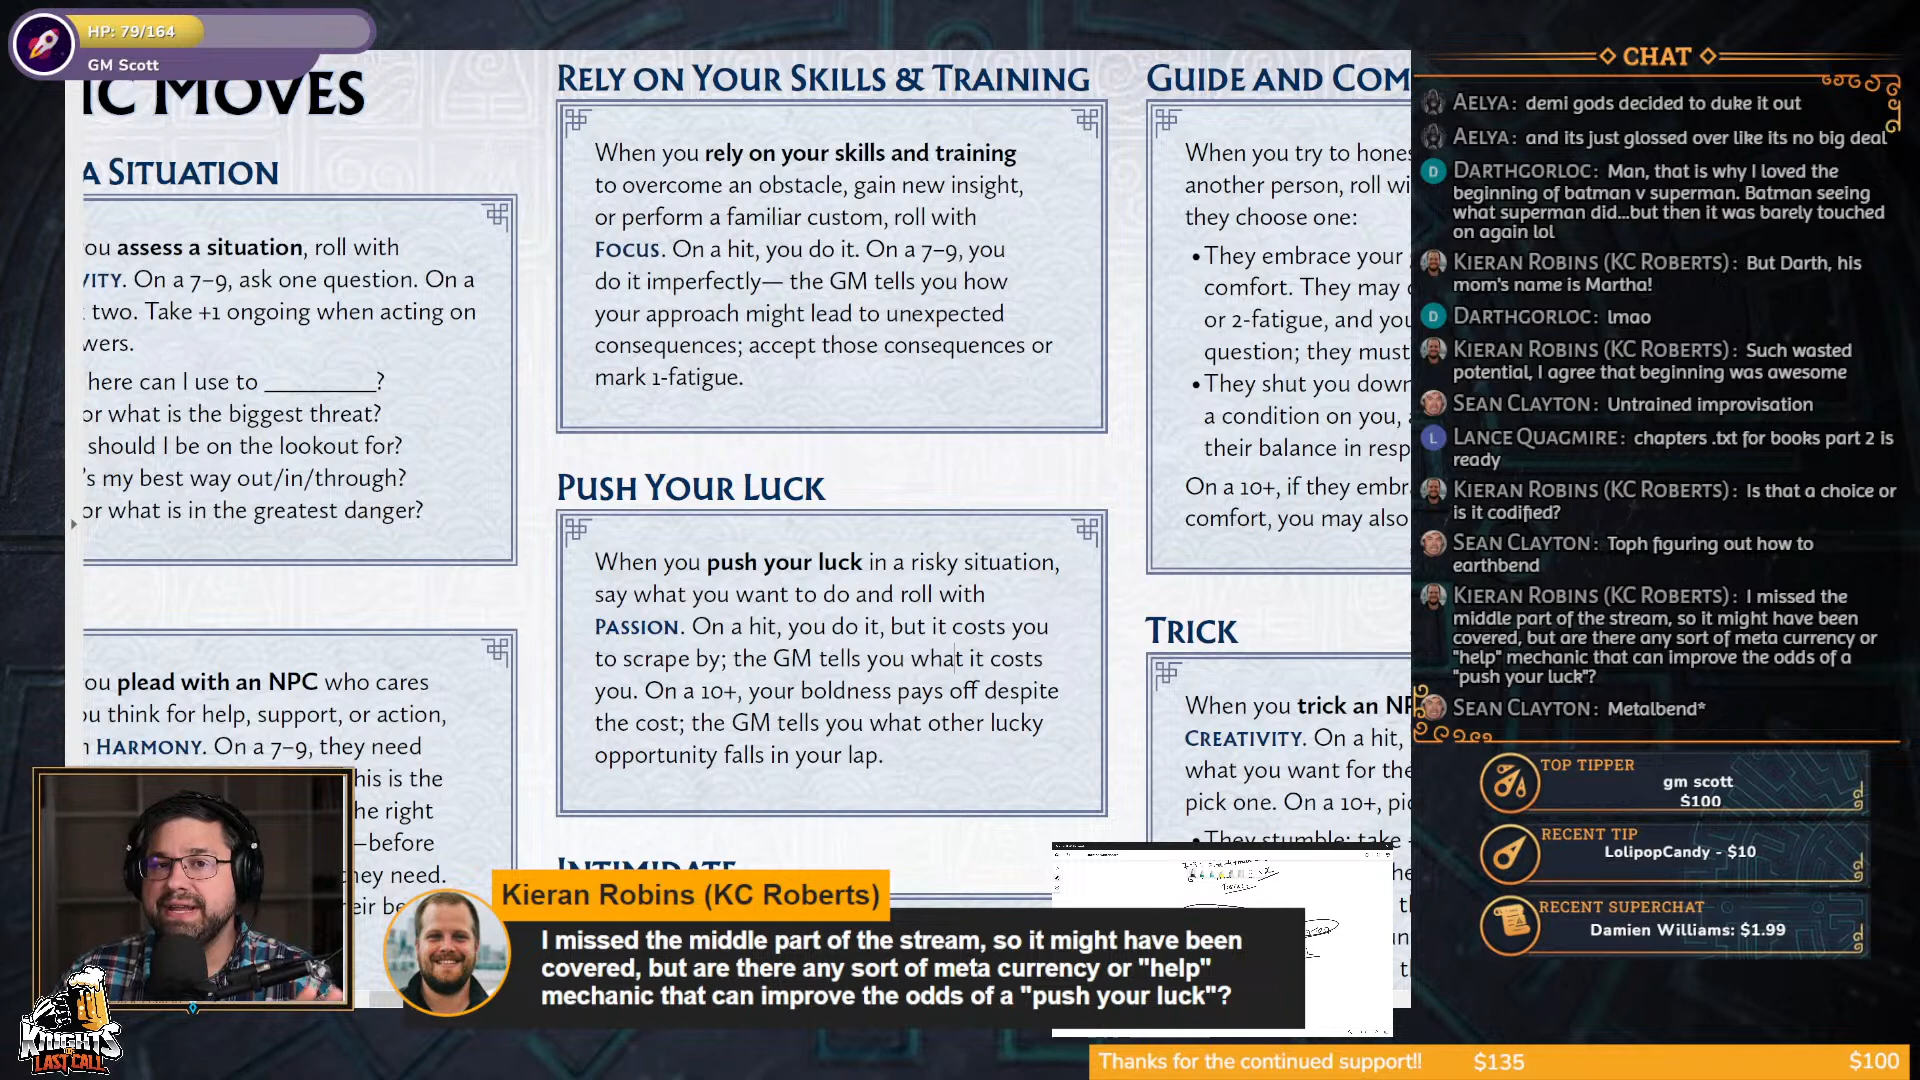 HP: 79/164
GM Scott
IC MOVES
A SITUATION
you assess a situation, roll with
VITY. On a 7–9, ask one question. On a
two. Take +1 ongoing when acting on
wers.
here can I use to __________?
or what is the biggest threat?
should I be on the lookout for?
's my best way out/in/through?
or what is in the greatest danger?
ou plead with an NPC who cares
ou think for help, support, or action,
HARMONY. On a 7–9, they need
his is the
he right
—before
hey need.
eir be
RELY ON YOUR SKILLS & TRAINING
When you rely on your skills and training
to overcome an obstacle, gain new insight,
or perform a familiar custom, roll with
FOCUS. On a hit, you do it. On a 7–9, you
do it imperfectly— the GM tells you how
your approach might lead to unexpected
consequences; accept those consequences or
mark 1-fatigue.
PUSH YOUR LUCK
When you push your luck in a risky situation,
say what you want to do and roll with
PASSION. On a hit, you do it, but it costs you
to scrape by; the GM tells you what it costs
you. On a 10+, your boldness pays off despite
the cost; the GM tells you what other lucky
opportunity falls in your lap.
INTIMIDATE
GUIDE AND COM
When you try to hones
another person, roll wi
they choose one:
• They embrace your
comfort. They may
or 2-fatigue, and you
question; they must
• They shut you down
a condition on you,
their balance in resp
On a 10+, if they embr
comfort, you may also
TRICK
When you trick an NP
CREATIVITY. On a hit,
what you want for the
pick one. On a 10+, pic
• They stumble; take
CHAT
AELYA: demi gods decided to duke it out
AELYA: and its just glossed over like its no big deal
DARTHGORLOC: Man, that is why I loved the
beginning of batman v superman. Batman seeing
what superman did...but then it was barely touched
on again lol
KIERAN ROBINS (KC ROBERTS): But Darth, his
mom's name is Martha!
DARTHGORLOC: lmao
KIERAN ROBINS (KC ROBERTS): Such wasted
potential, I agree that beginning was awesome
SEAN CLAYTON: Untrained improvisation
LANCE QUAGMIRE: chapters .txt for books part 2 is
ready
KIERAN ROBINS (KC ROBERTS): Is that a choice or
is it codified?
SEAN CLAYTON: Toph figuring out how to
earthbend
KIERAN ROBINS (KC ROBERTS): I missed the
middle part of the stream, so it might have been
covered, but are there any sort of meta currency or
"help" mechanic that can improve the odds of a
"push your luck"?
SEAN CLAYTON: Metalbend*
TOP TIPPER
gm scott
$100
RECENT TIP
LolipopCandy - $10
RECENT SUPERCHAT
Damien Williams: $1.99
Kieran Robins (KC Roberts)
I missed the middle part of the stream, so it might have been
covered, but are there any sort of meta currency or "help"
mechanic that can improve the odds of a "push your luck"?
KNIGHTS
OF
LAST CALL
Thanks for the continued support!! $135 $100